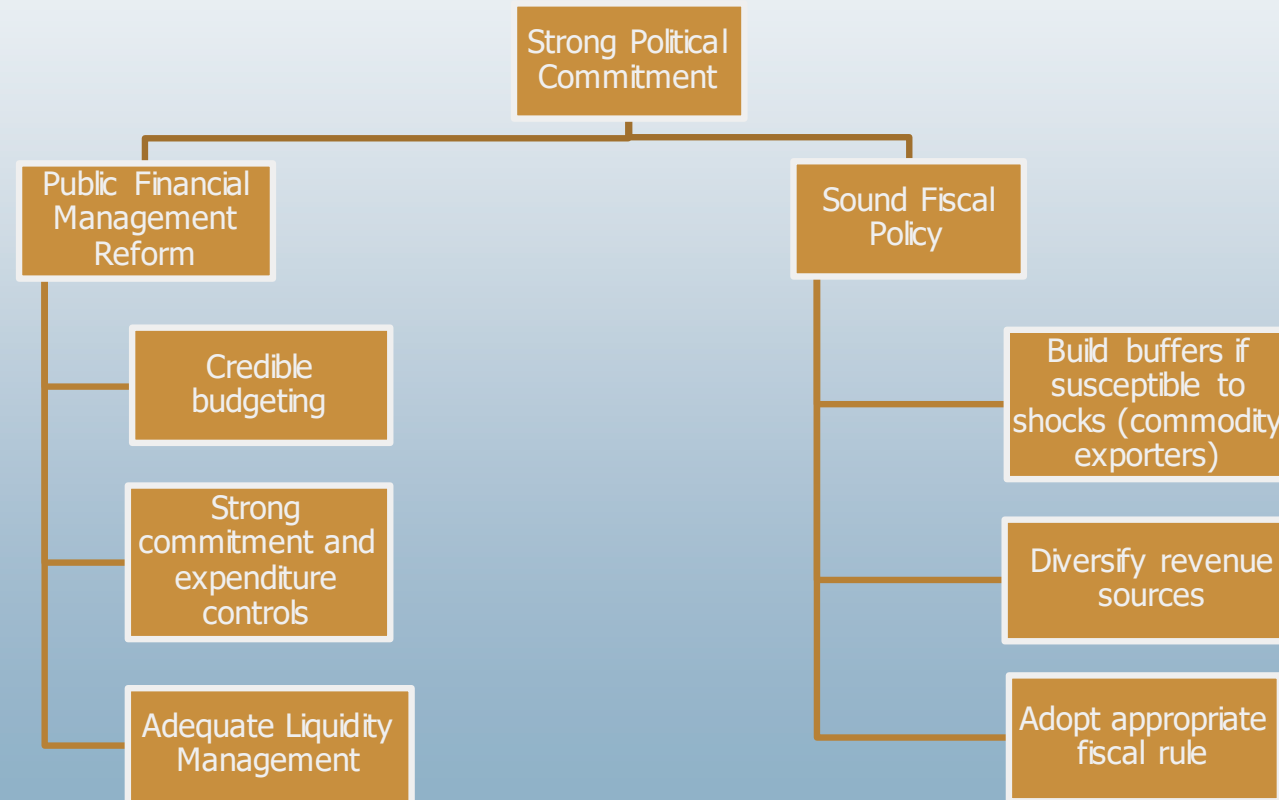 Strong Political
Commitment
Public Financial
Management
Reform
Sound Fiscal
Policy
Credible
budgeting
Strong
commitment and
expenditure
controls
Adequate Liquidity
Management
Build buffers if
susceptible to
shocks (commodity
exporters)
Diversify revenue
sources
Adopt appropriate
fiscal rule